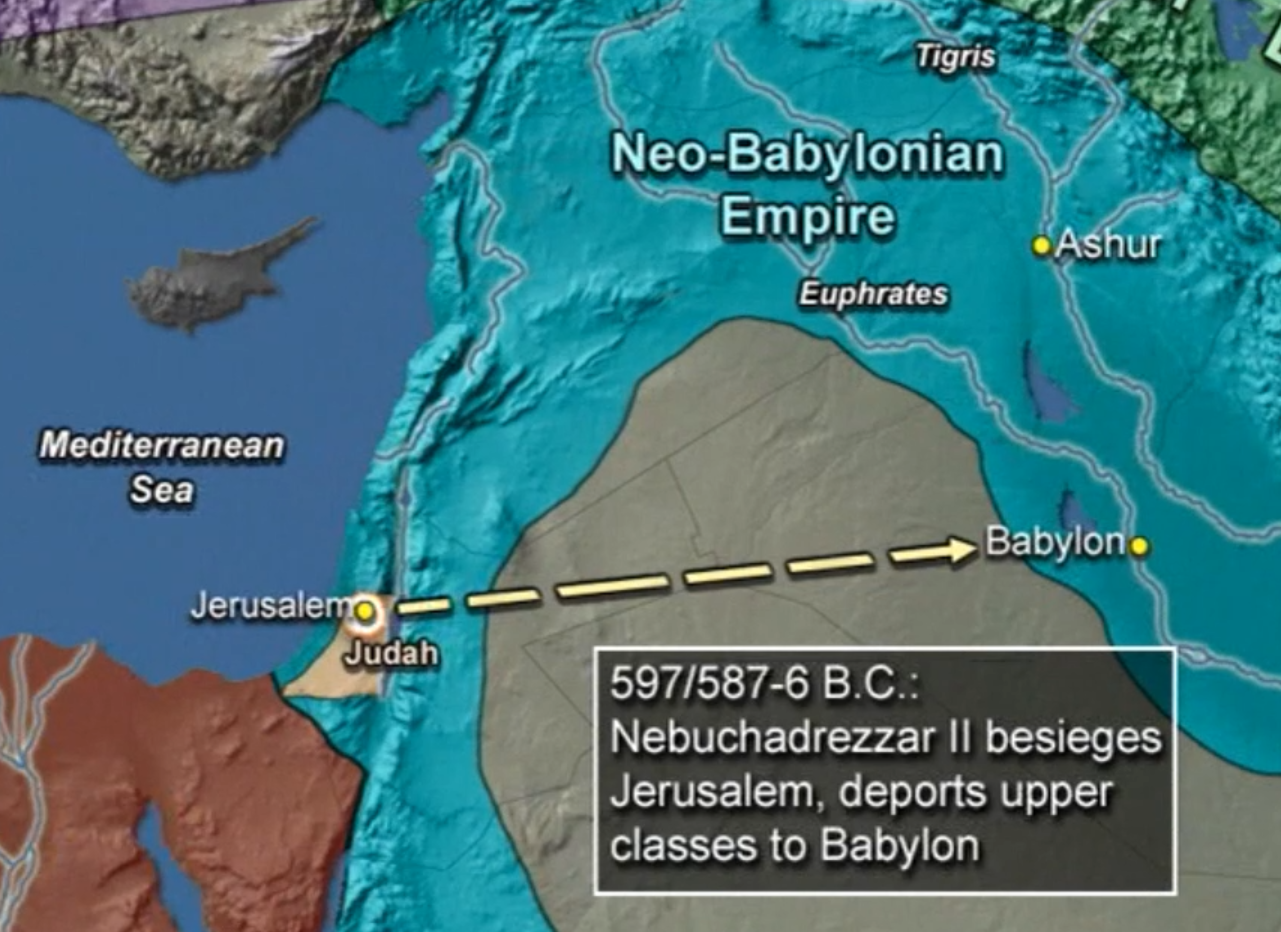 Tigris
Neo-Babylonian
Empire
Ashur
Euphrates
Mediterranean
Sea
Babylon
Jerusalem
Judah
597/587-6 B.C.:
Nebuchadrezzar II besieges
Jerusalem, deports upper
classes to Babylon